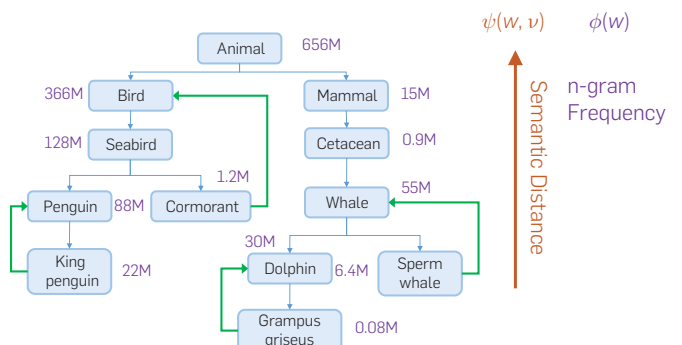 ψ(w, ν) ϕ(w)
Animal 656M
366M Bird Mammal 15M
n-gram
Frequency
Semantic Distance
128M Seabird Cetacean 0.9M
1.2M
Penguin 88M Cormorant Whale 55M
30M
King
penguin 22M
Dolphin 6.4M
Sperm
whale
Grampus
griseus 0.08M